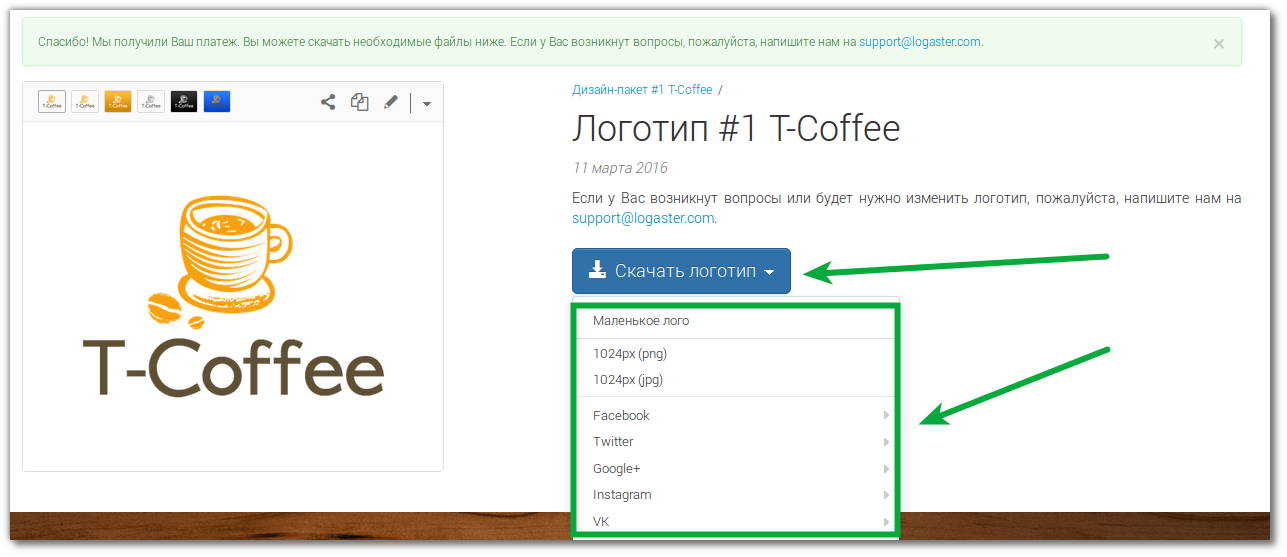 Спасибо! Мы получили Ваш платеж. Вы можете скачать необходимые файлы ниже. Если у Вас возникнут вопросы, пожалуйста, напишите нам на support@logaster.com.
×
T-Coffee T-Coffee T-Coffee T-Coffee T-Coffee
Дизайн-пакет #1 T-Coffee /
Логотип #1 T-Coffee
11 марта 2016
Если у Вас возникнут вопросы или будет нужно изменить логотип, пожалуйста, напишите нам на
support@logaster.com.
T-Coffee
Скачать логотип
Маленькое лого
1024px (png)
1024px (jpg)
Facebook
Twitter
Google+
Instagram
VK